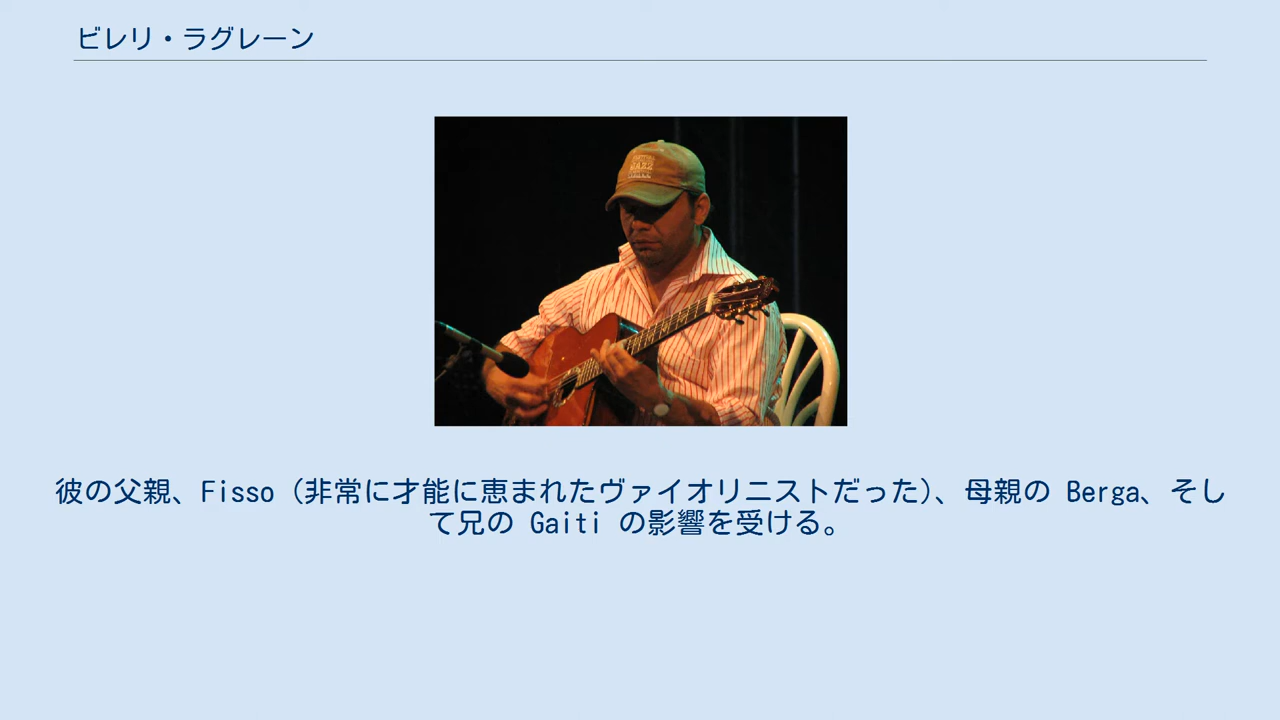 ビレリ・ラグレーン
JAZZ
彼の父親、Fisso (非常に才能に恵まれたヴァイオリニストだった)、母親の Berga、そし
て兄の Gaiti の影響を受ける。